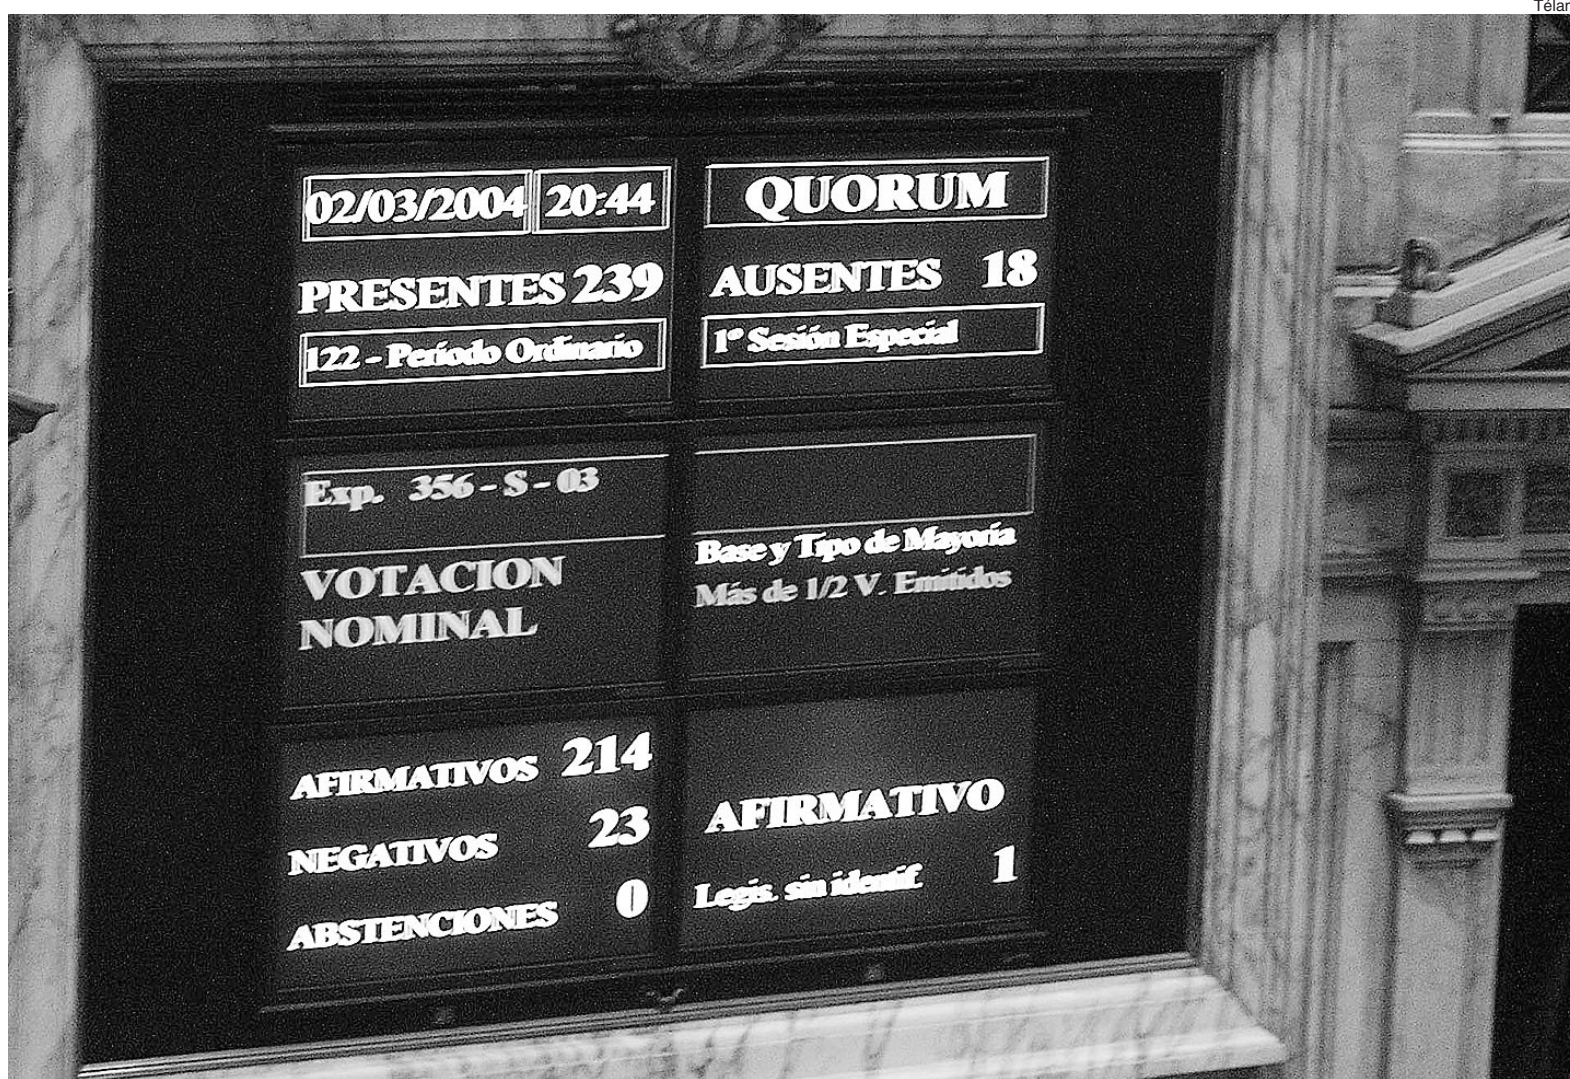 Télar
02/03/2004 20:44 QUORUM
PRESENTES 239 AUSENTES 18
122 - Período Ordinario 1º Sesión Especial
Exp. 356 - S - 03
VOTACION
NOMINAL
Base y Tipo de Mayoría
Más de 1/2 V. Emitidos
AFIRMATIVOS 214
NEGATIVOS 23
ABSTENCIONES 0
AFIRMATIVO
Legis. sin identif. 1